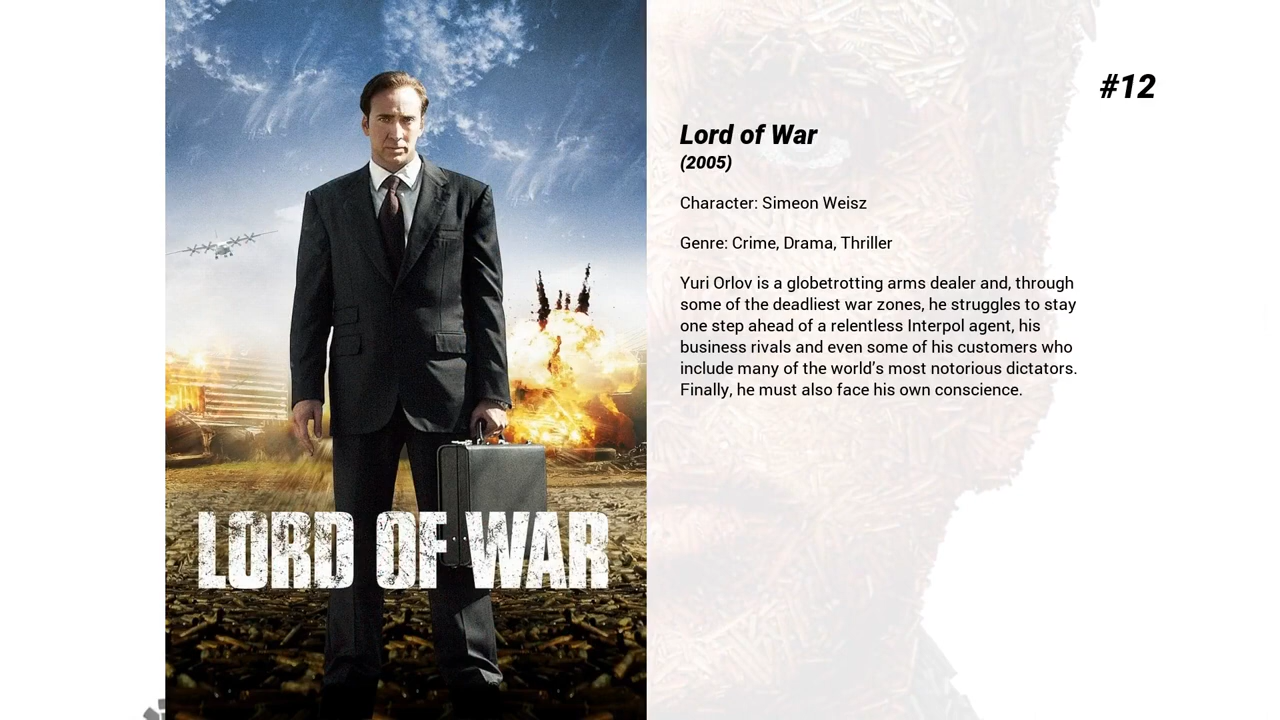 #12
Lord of War
(2005)
Character: Simeon Weisz
Genre: Crime, Drama, Thriller
Yuri Orlov is a globetrotting arms dealer and, through
some of the deadliest war zones, he struggles to stay
one step ahead of a relentless Interpol agent, his
business rivals and even some of his customers who
include many of the world's most notorious dictators.
Finally, he must also face his own conscience.
LORD OF WAR